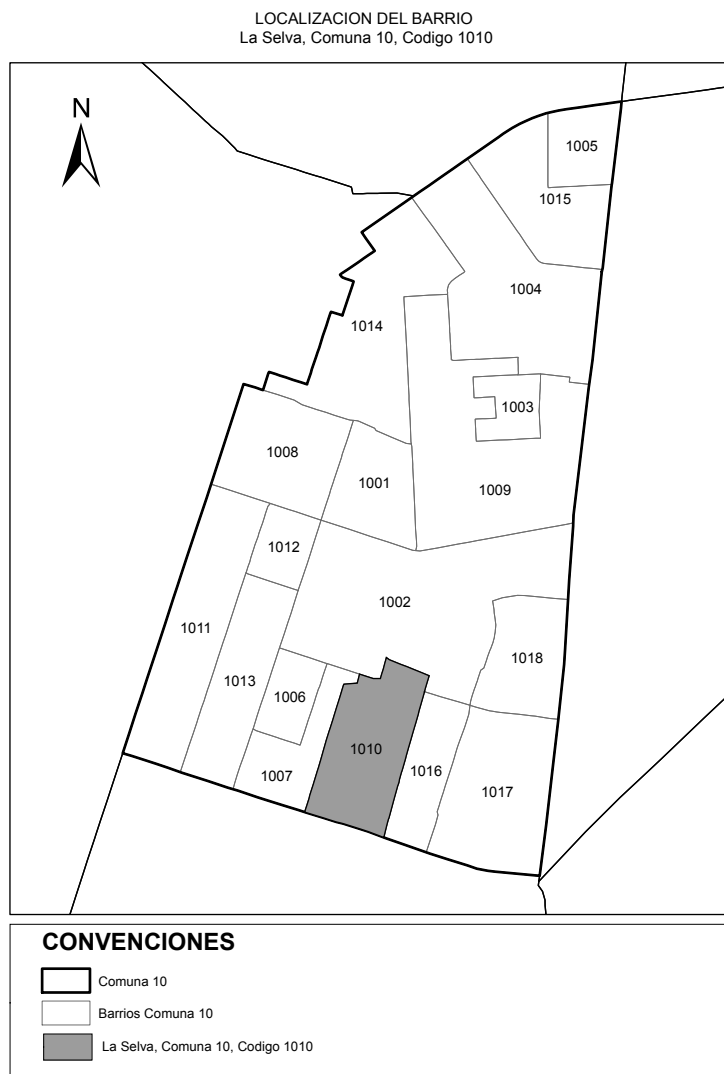 LOCALIZACION DEL BARRIO
La Selva, Comuna 10, Codigo 1010
N
1005
1015
1004
1014
1003
1008
1001
1009
1012
1002
1011
1018
1013
1006
1010
1016
1007
1017
CONVENCIONES
Comuna 10
Barrios Comuna 10
La Selva, Comuna 10, Codigo 1010